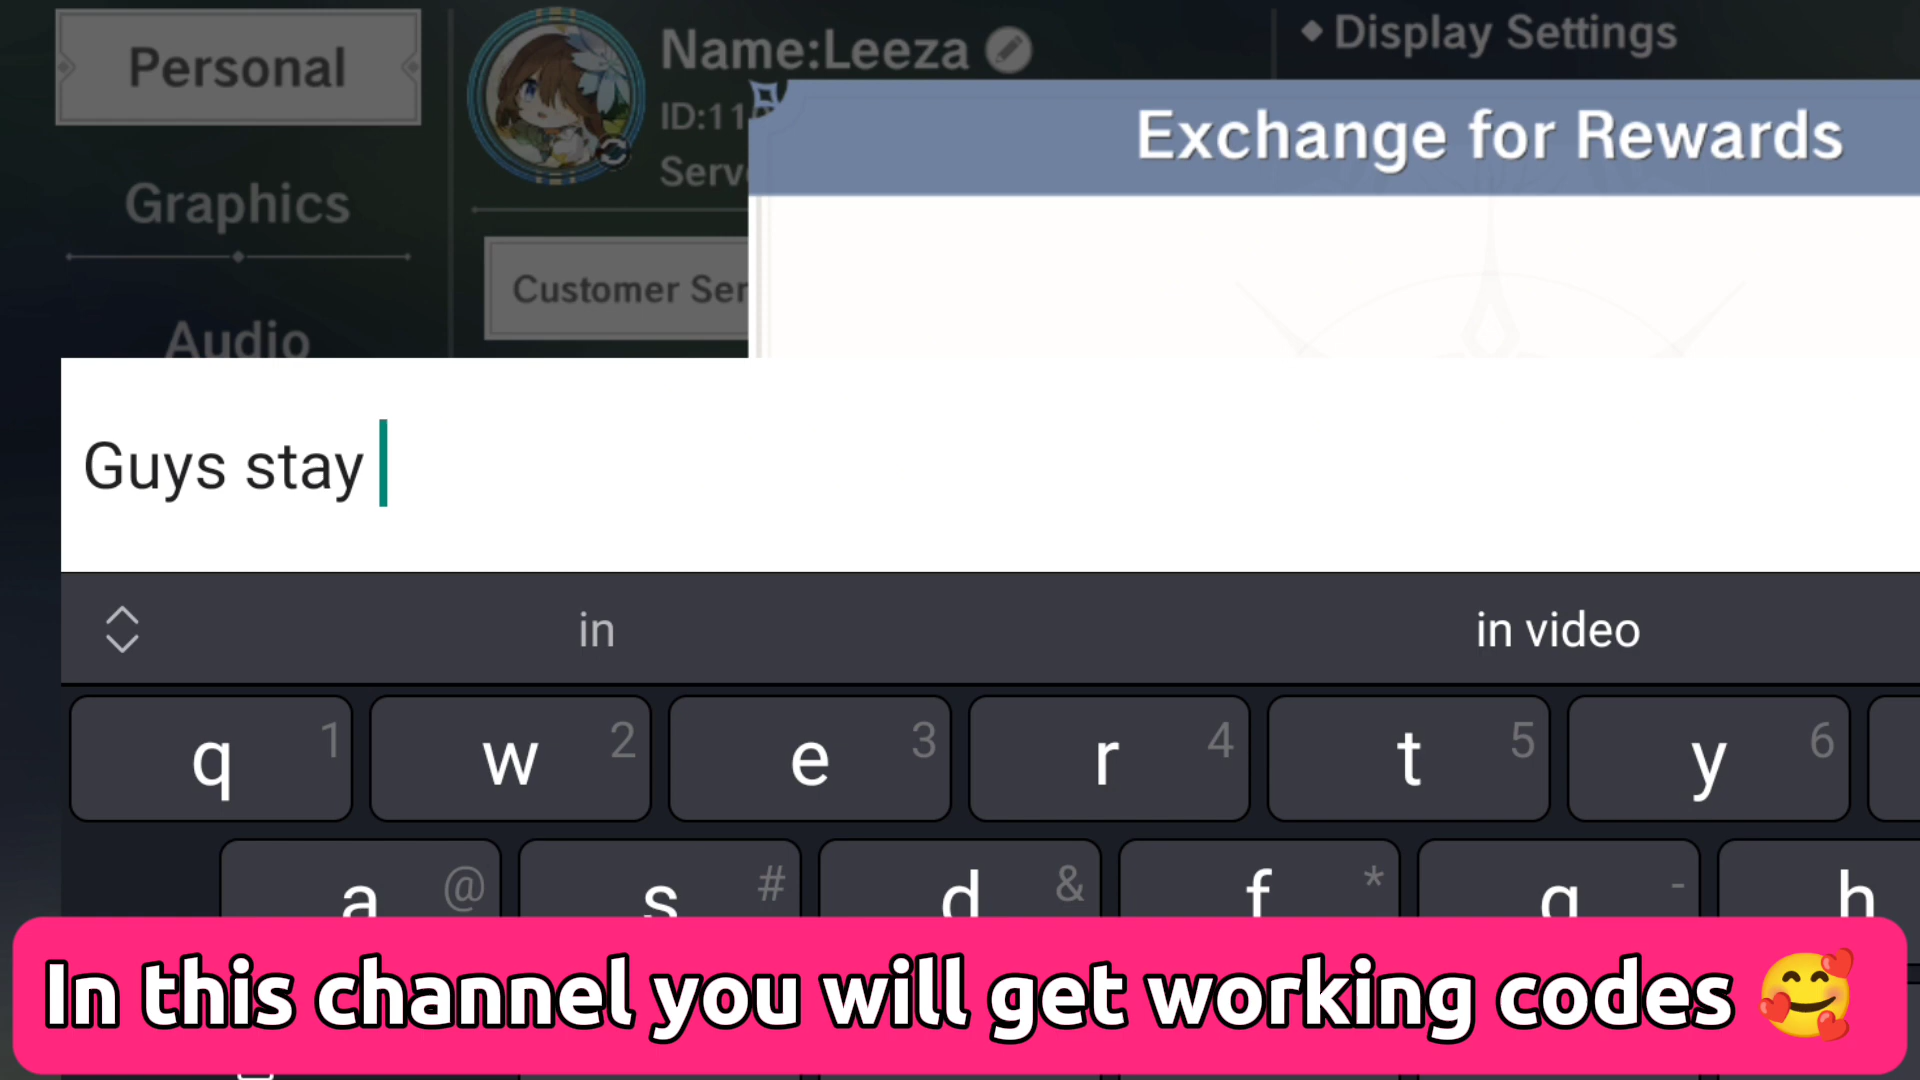 Personal
Name:Leeza
Display Settings
ID:11
Exchange for Rewards
Graphics
Customer Ser
Audio
Guys stay
in
in video
q 1 w 2 e 3 r 4 t 5 y 6
a @ s # d & f * g - h
In this channel you will get working codes 🥰